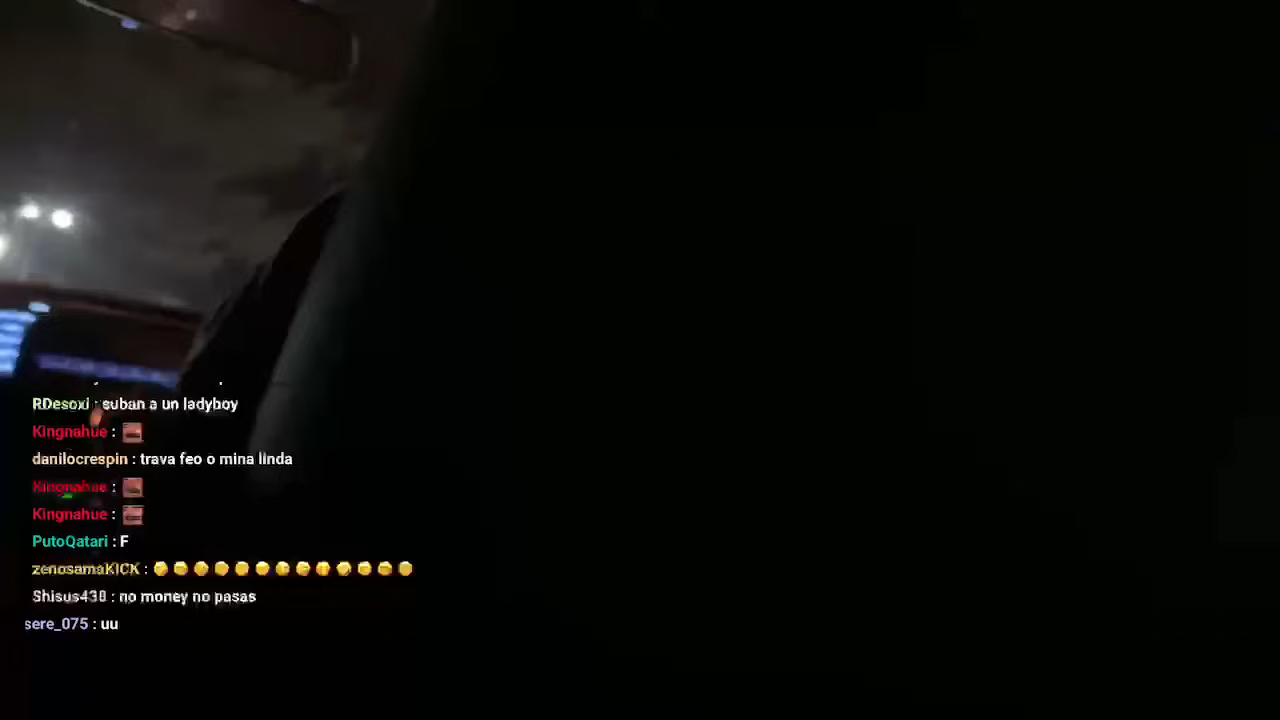 RDesoxi : suban a un ladyboy
Kingnahue :
danilocrespin : trava feo o mina linda
Kingnahue :
Kingnahue :
PutoQatari : F
zenosamaKICK :
Shisus438 : no money no pasas
sere_075 : uu